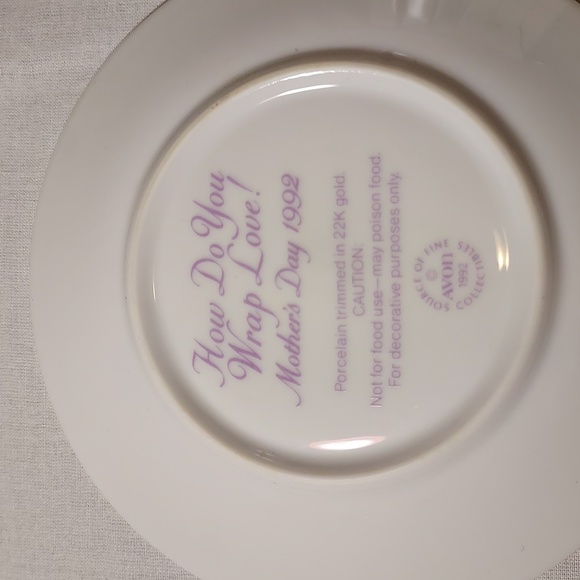 How Do You
Wrap Love!
Mother's Day 1992
Porcelain trimmed in 22K gold.
CAUTION:
Not for food use—may poison food.
For decorative purposes only.
SOURCE OF FINE COLLECTIBLES
©
AVON
1992